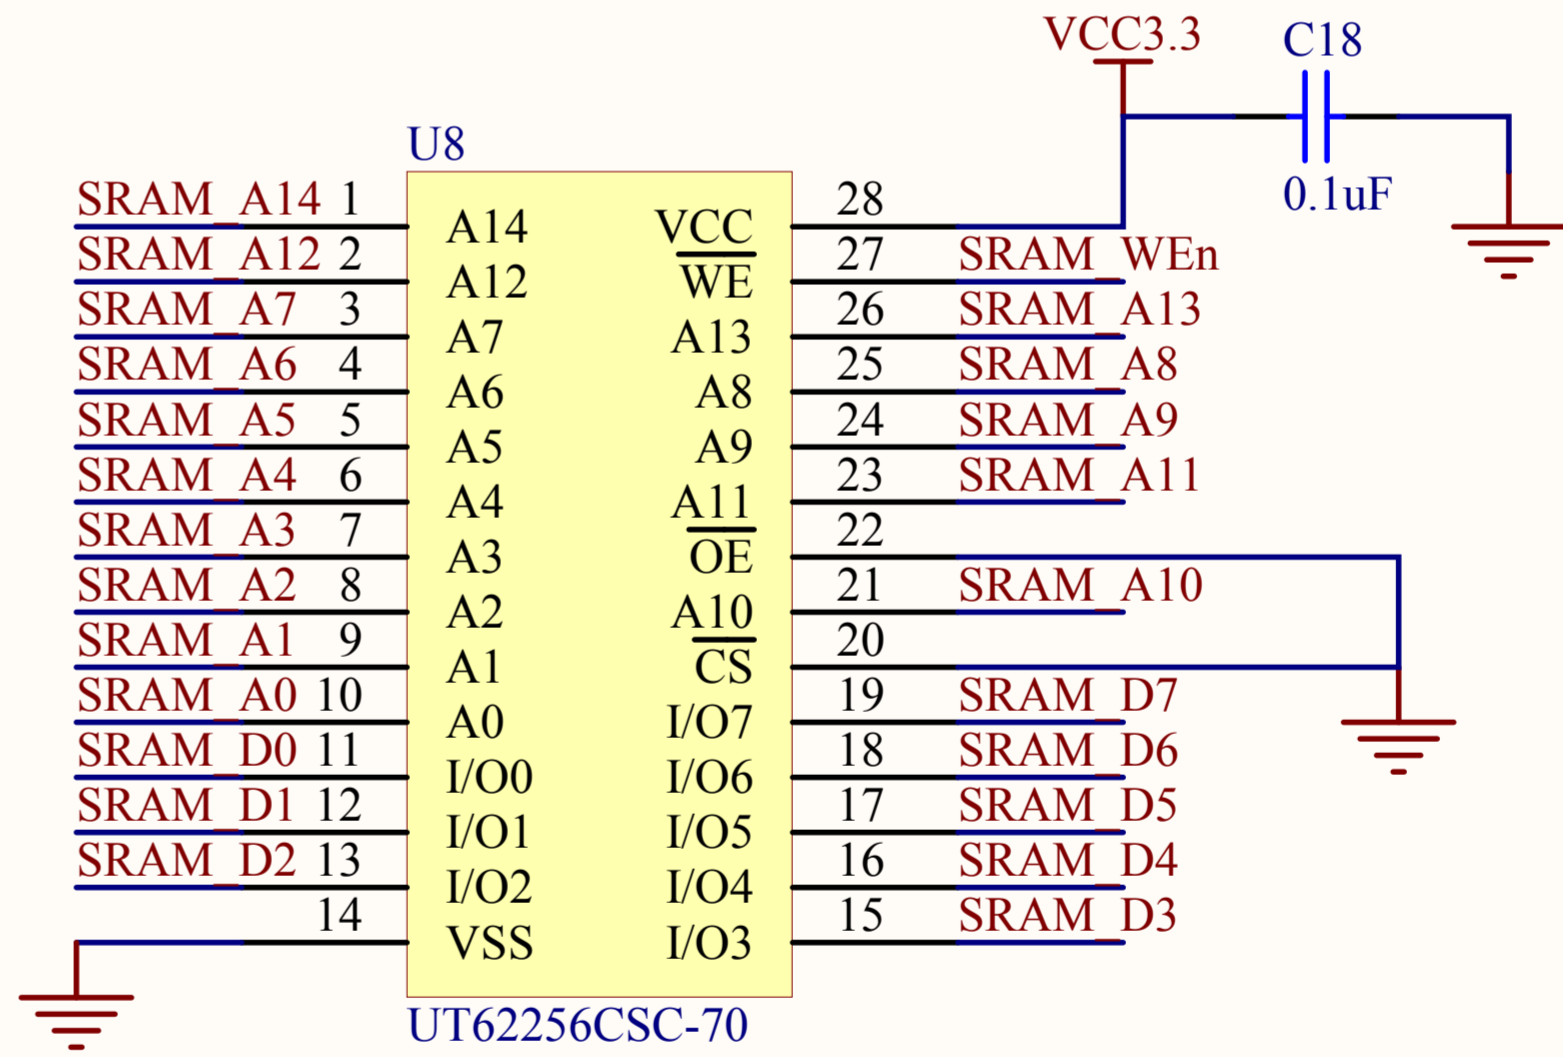 VCC3.3
C18
0.1uF
U8
SRAM_A14 1 A14 VCC 28
SRAM_A12 2 A12 WE 27 SRAM_WEn
SRAM_A7 3 A7 A13 26 SRAM_A13
SRAM_A6 4 A6 A8 25 SRAM_A8
SRAM_A5 5 A5 A9 24 SRAM_A9
SRAM_A4 6 A4 A11 23 SRAM_A11
SRAM_A3 7 A3 OE 22
SRAM_A2 8 A2 A10 21 SRAM_A10
SRAM_A1 9 A1 CS 20
SRAM_A0 10 A0 I/O7 19 SRAM_D7
SRAM_D0 11 I/O0 I/O6 18 SRAM_D6
SRAM_D1 12 I/O1 I/O5 17 SRAM_D5
SRAM_D2 13 I/O2 I/O4 16 SRAM_D4
14 VSS I/O3 15 SRAM_D3
UT62256CSC-70